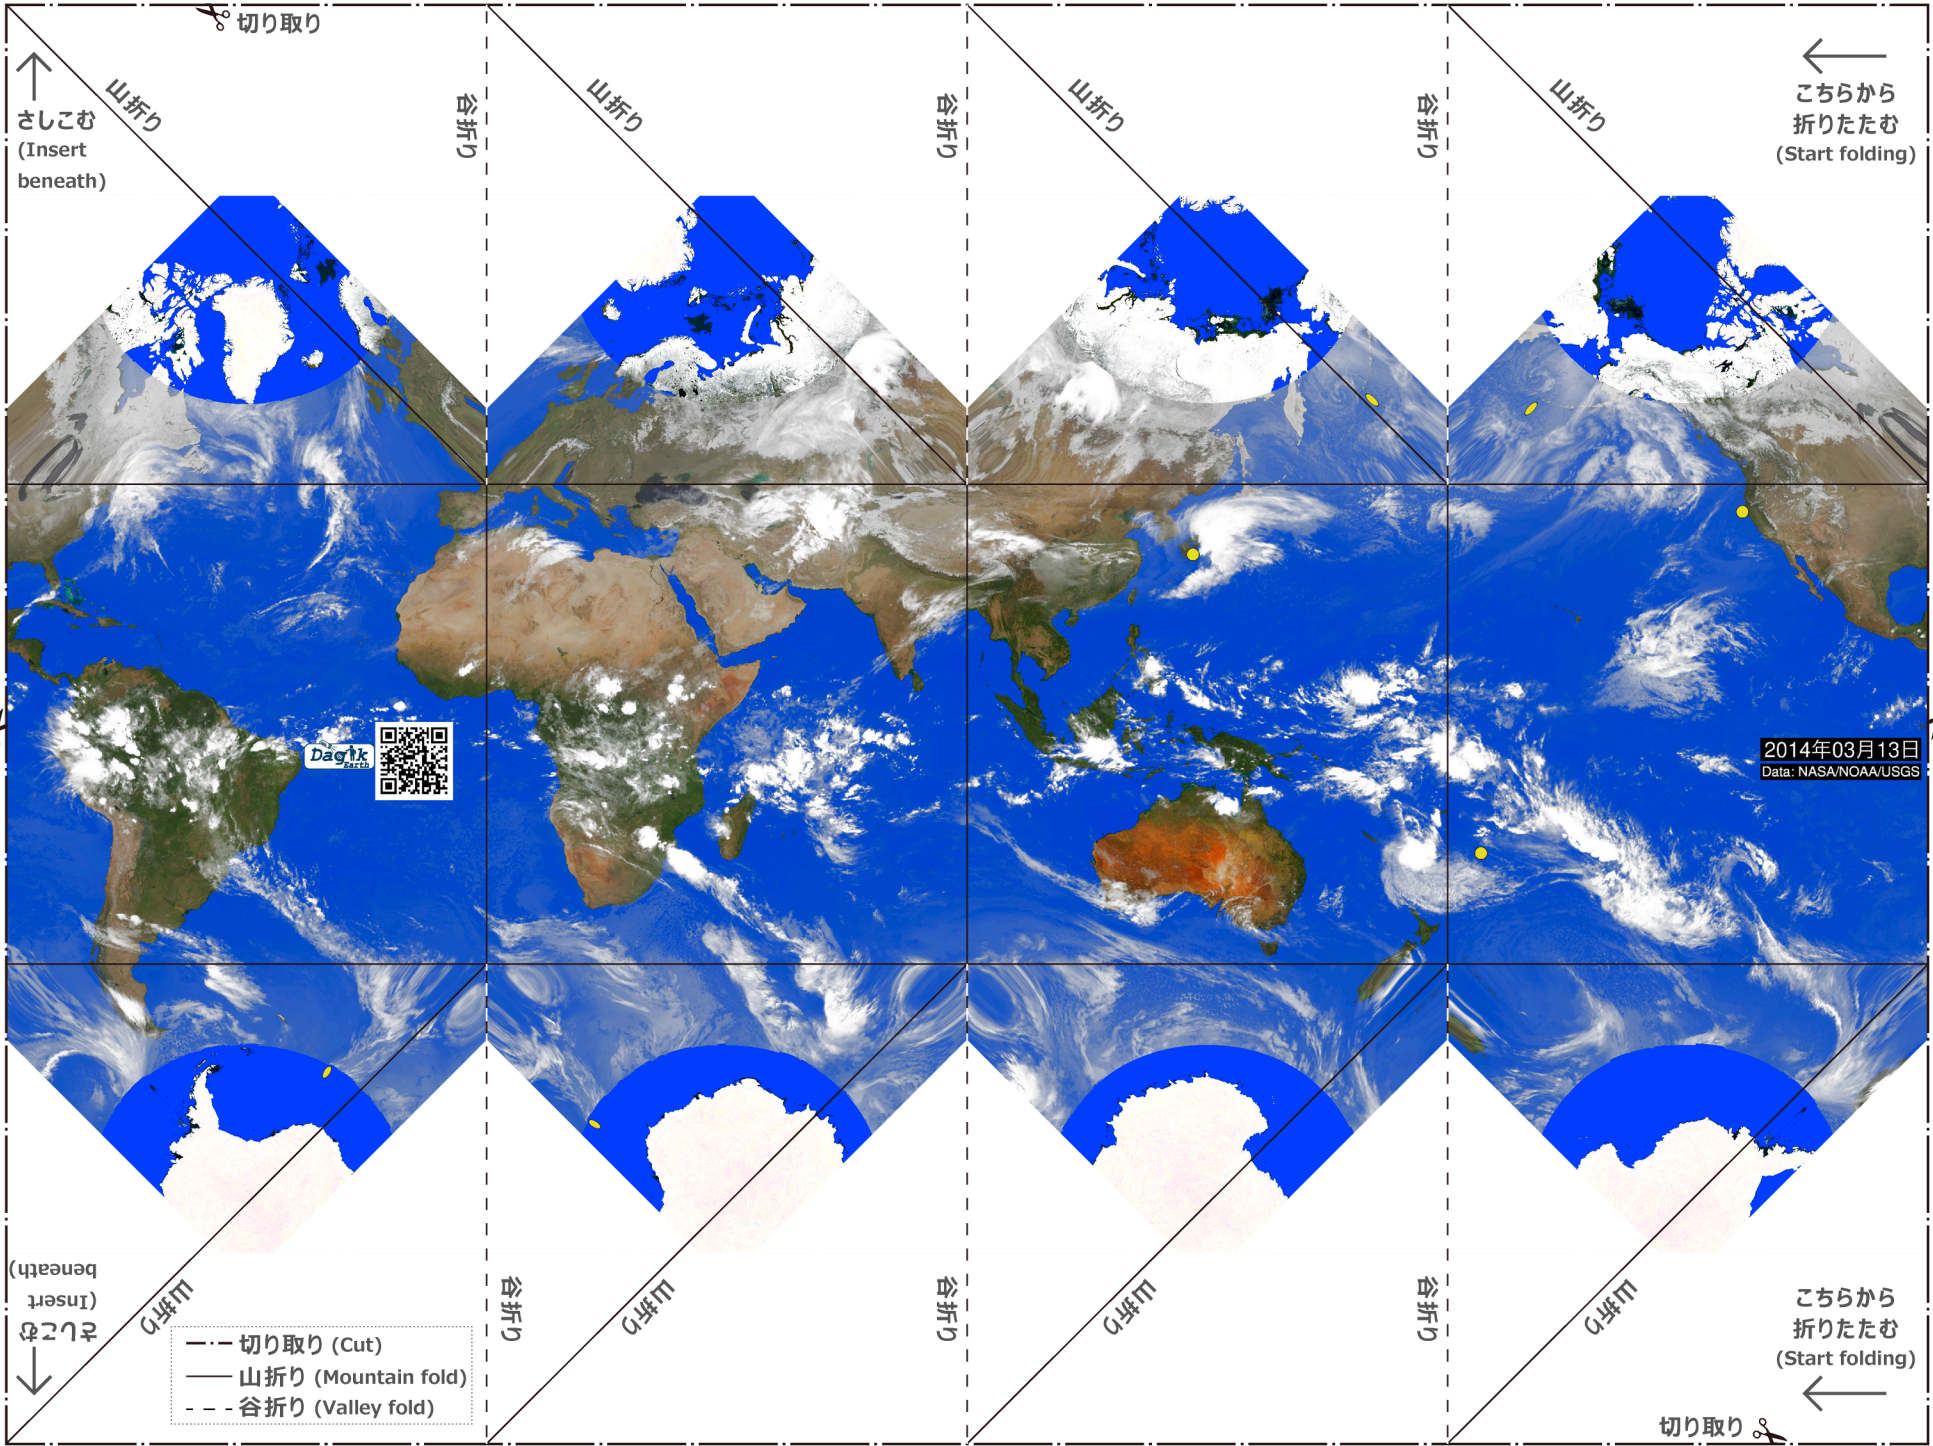 切り取り
山折り
谷折り
山折り
谷折り
山折り
谷折り
山折り
さしこむ
(Insert
beneath)
こちらから
折りたたむ
(Start folding)
Dagik
Earth
2014年03月13日
Data: NASA/NOAA/USGS
さしこむ
(Insert
beneath)
山折り
谷折り
山折り
谷折り
山折り
谷折り
山折り
こちらから
折りたたむ
(Start folding)
切り取り (Cut)
山折り (Mountain fold)
谷折り (Valley fold)
切り取り